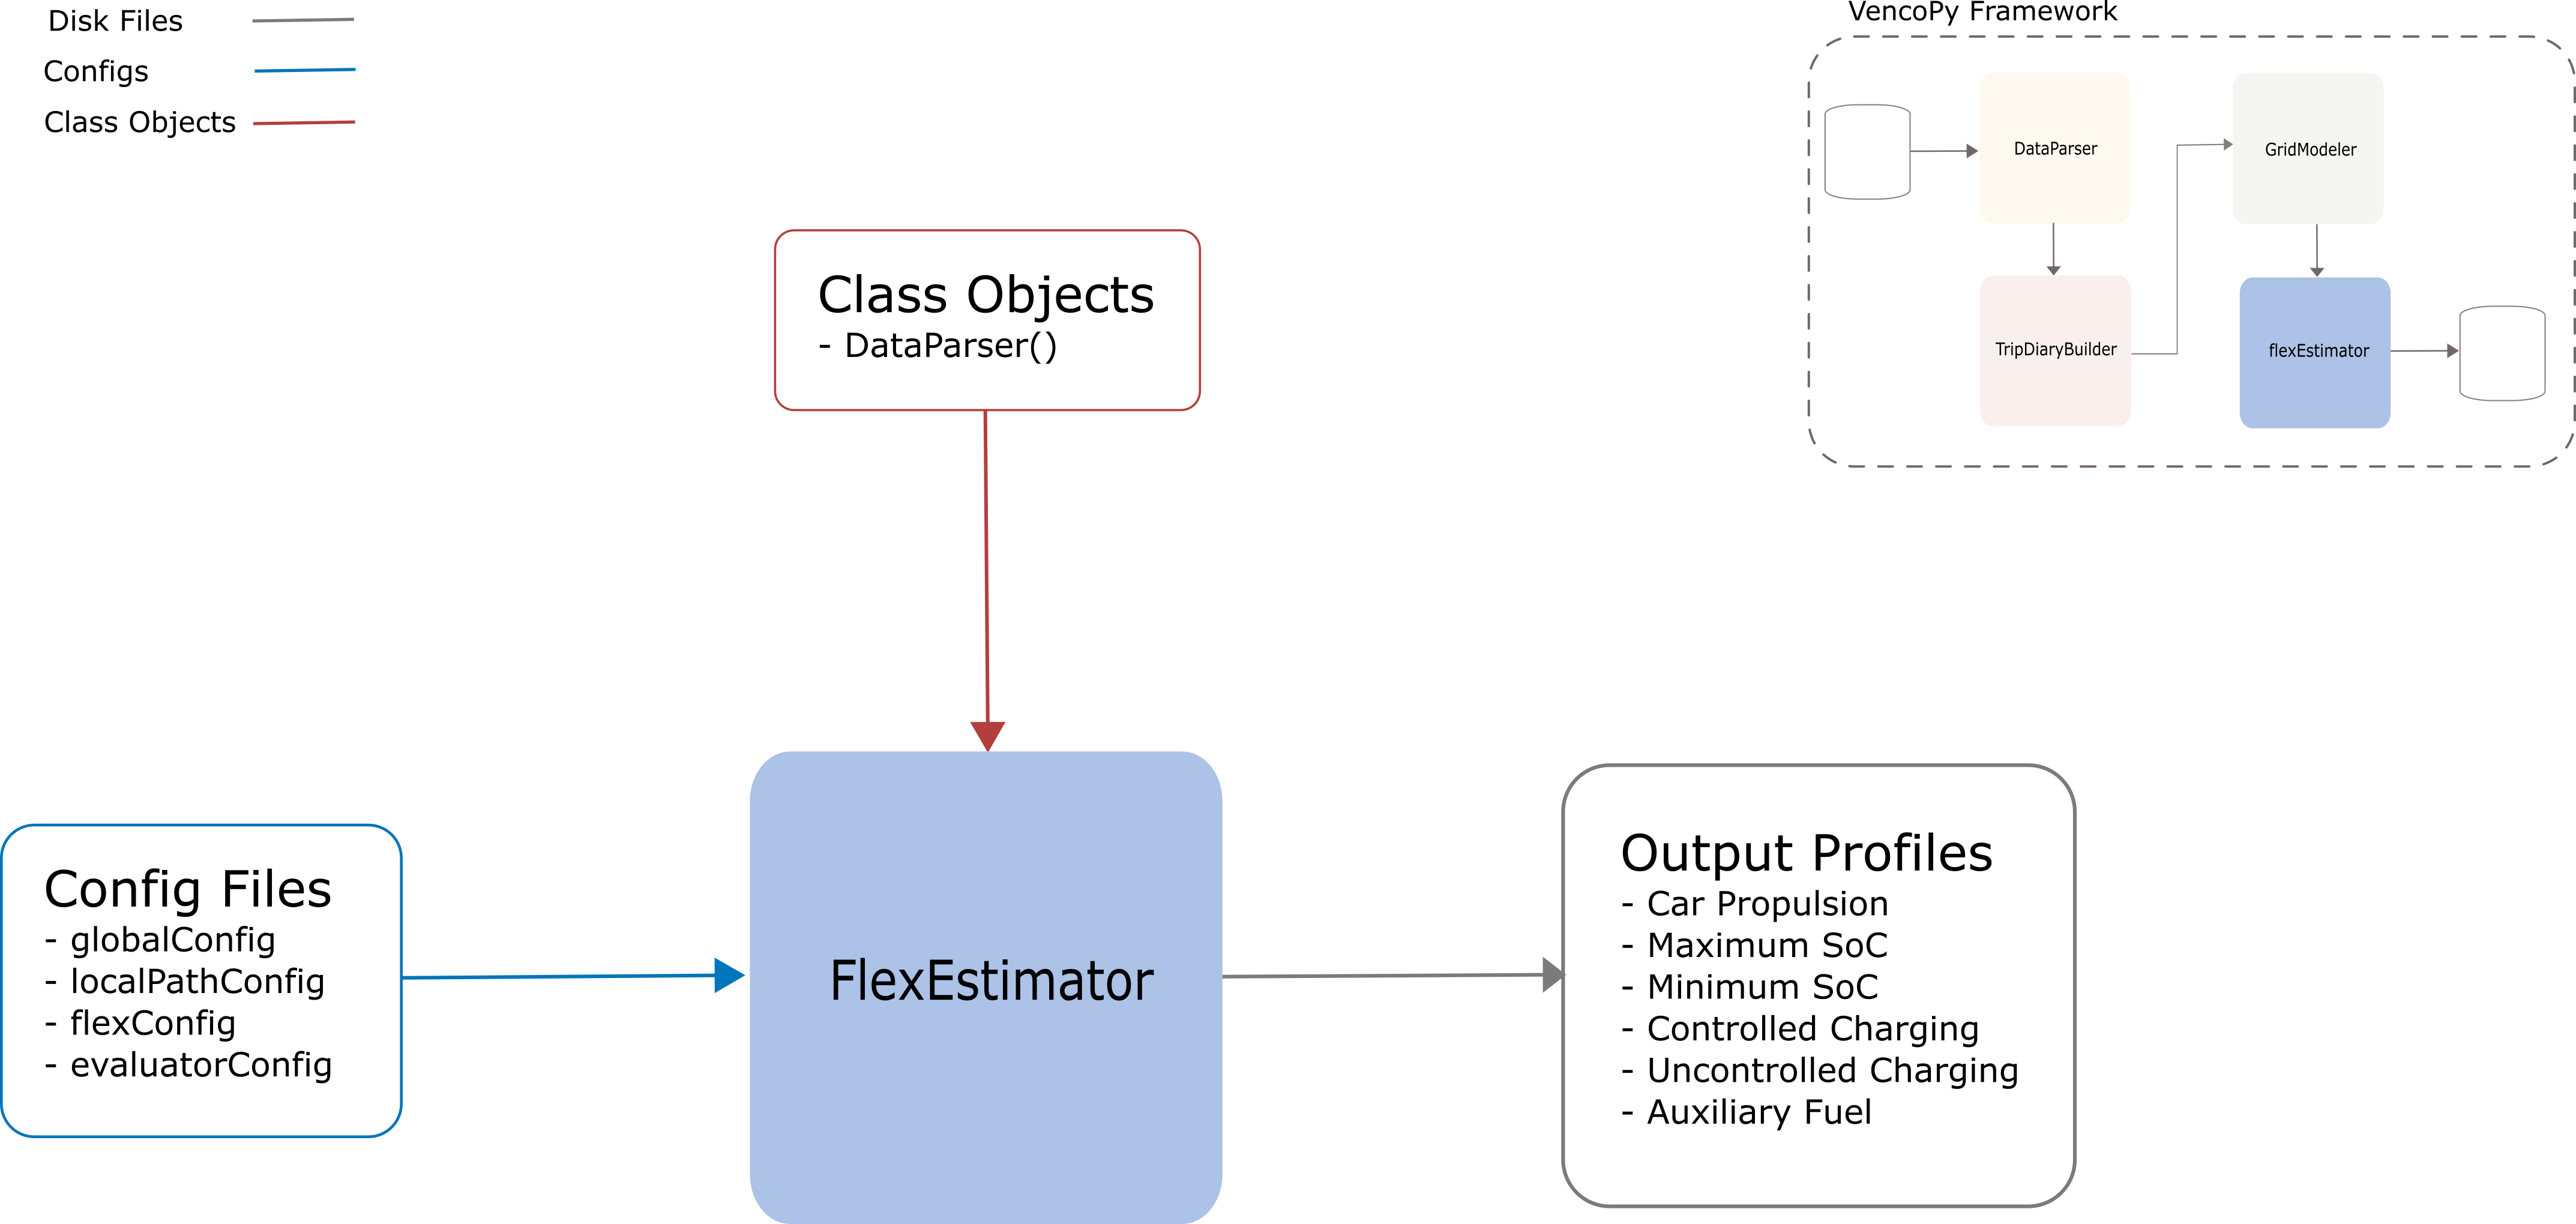 Disk Files
Configs
Class Objects
VencoPy Framework
DataParser
GridModeler
TripDiaryBuilder
flexEstimator
Class Objects
- DataParser()
Config Files
- globalConfig
- localPathConfig
- flexConfig
- evaluatorConfig
FlexEstimator
Output Profiles
- Car Propulsion
- Maximum SoC
- Minimum SoC
- Controlled Charging
- Uncontrolled Charging
- Auxiliary Fuel